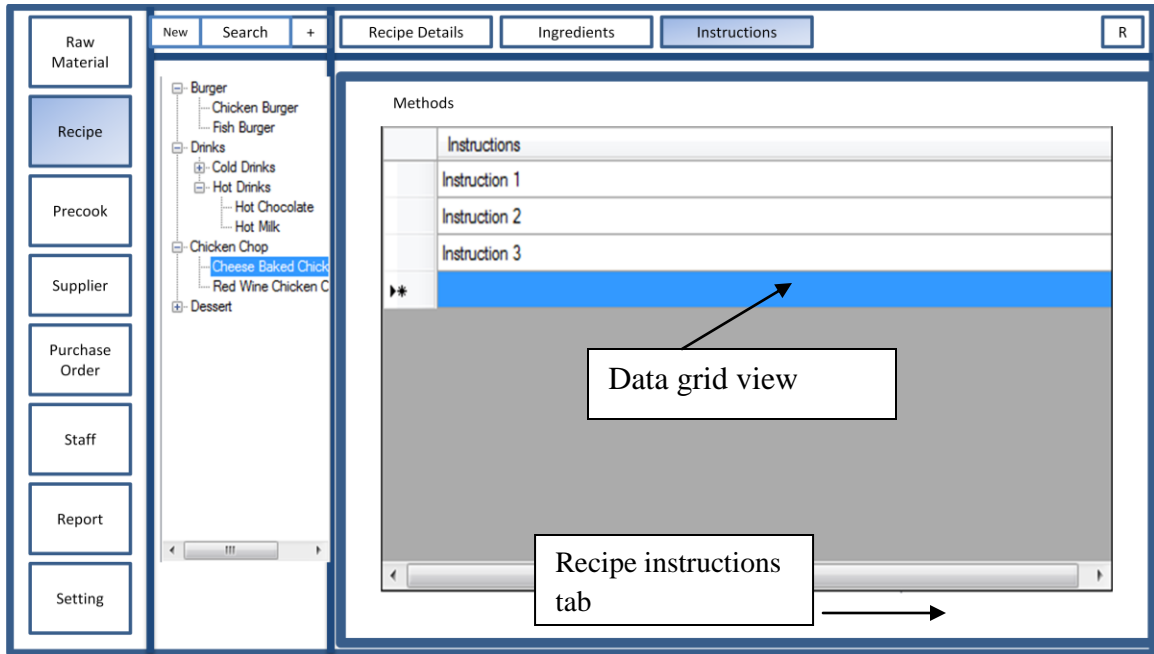 Raw
Material
Recipe
Precook
Supplier
Purchase
Order
Staff
Report
Setting
New
Search
+
Burger
Chicken Burger
Fish Burger
Drinks
Cold Drinks
Hot Drinks
Hot Chocolate
Hot Milk
Chicken Chop
Cheese Baked Chick
Red Wine Chicken C
Dessert
Recipe Details
Ingredients
Instructions
R
Methods
Instructions
Instruction 1
Instruction 2
Instruction 3
Data grid view
Recipe instructions
tab